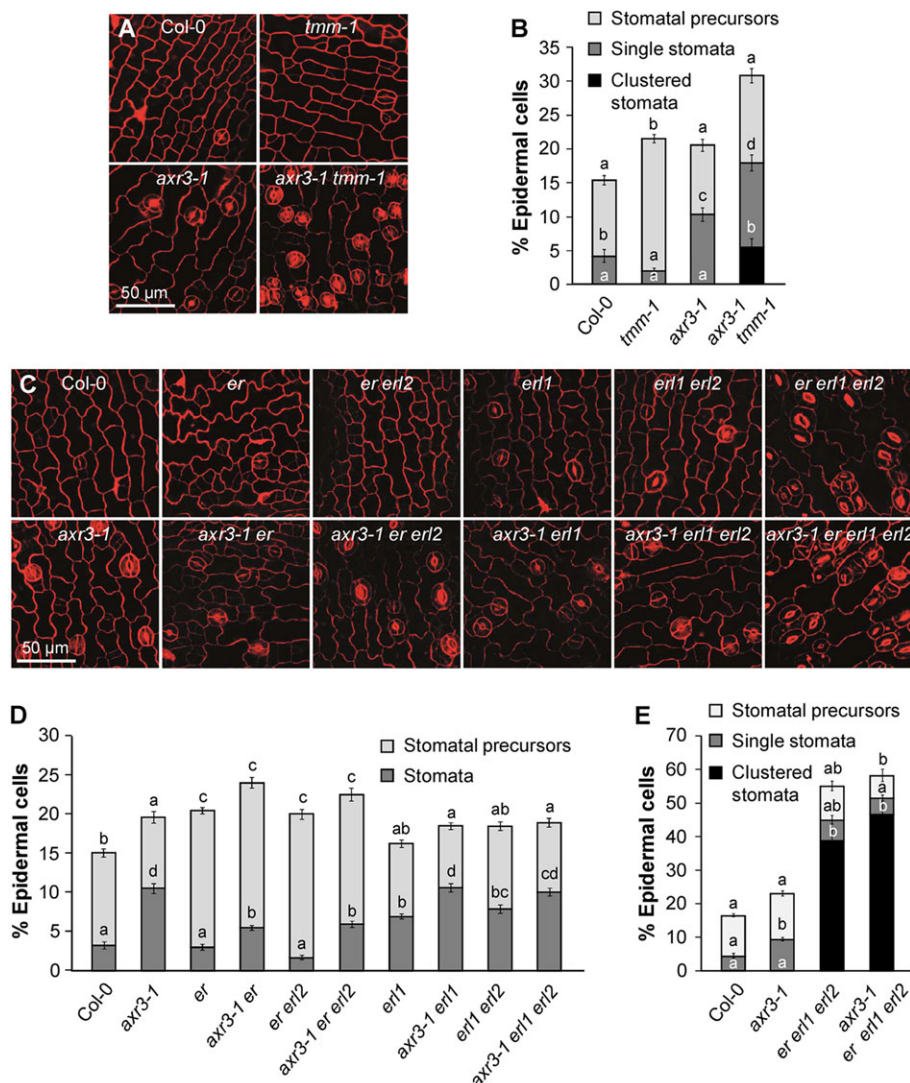 A
Col-0
tmm-1
axr3-1
axr3-1 tmm-1
50 µm
B
Stomatal precursors
Single stomata
Clustered
stomata
% Epidermal cells
35
30
25
20
15
10
5
0
a
b
a
b
a
a
a
c
a
a
d
b
Col-0
tmm-1
axr3-1
axr3-1
tmm-1
C
Col-0
er
er erl2
erl1
erl1 erl2
er erl1 erl2
axr3-1
axr3-1 er
axr3-1 er erl2
axr3-1 erl1
axr3-1 erl1 erl2
axr3-1 er erl1 erl2
50 µm
D
Stomatal precursors
Stomata
% Epidermal cells
30
25
20
15
10
5
0
b
a
a
d
c
a
c
b
c
a
c
b
ab
b
a
d
ab
bc
a
cd
Col-0
axr3-1
er
axr3-1 er
er erl2
axr3-1 er erl2
erl1
axr3-1 erl1
erl1 erl2
axr3-1 erl1 erl2
E
Stomatal precursors
Single stomata
Clustered
stomata
% Epidermal cells
70
60
50
40
30
20
10
0
a
a
a
a
b
a
ab
ab
b
b
a
b
Col-0
axr3-1
er erl1 erl2
axr3-1
er erl1 erl2